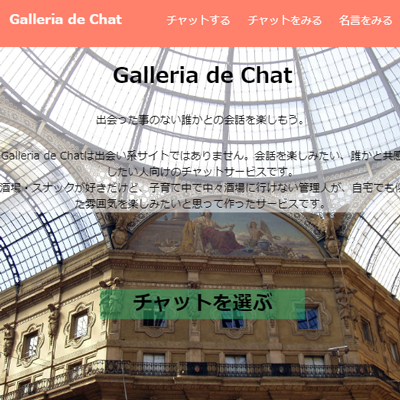 Galleria de Chat チャットする チャットをみる 名言をみる
Galleria de Chat
出会った事のない誰かとの会話を楽しもう。
Galleria de Chatは出会い系サイトではありません。会話を楽しみたい、誰かと共感
したい人向けのチャットサービスです。
酒場・スナックが好きだけど、子育て中で中々酒場に行けない管理人が、自宅でも
た雰囲気を楽しみたいと思って作ったサービスです。
チャットを選ぶ